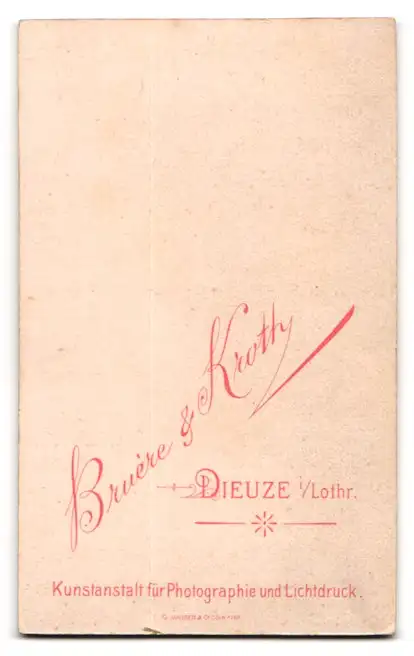 Bruère & Kroth
DIEUZE i/Lothr.
Kunstanstalt für Photographie und Lichtdruck.